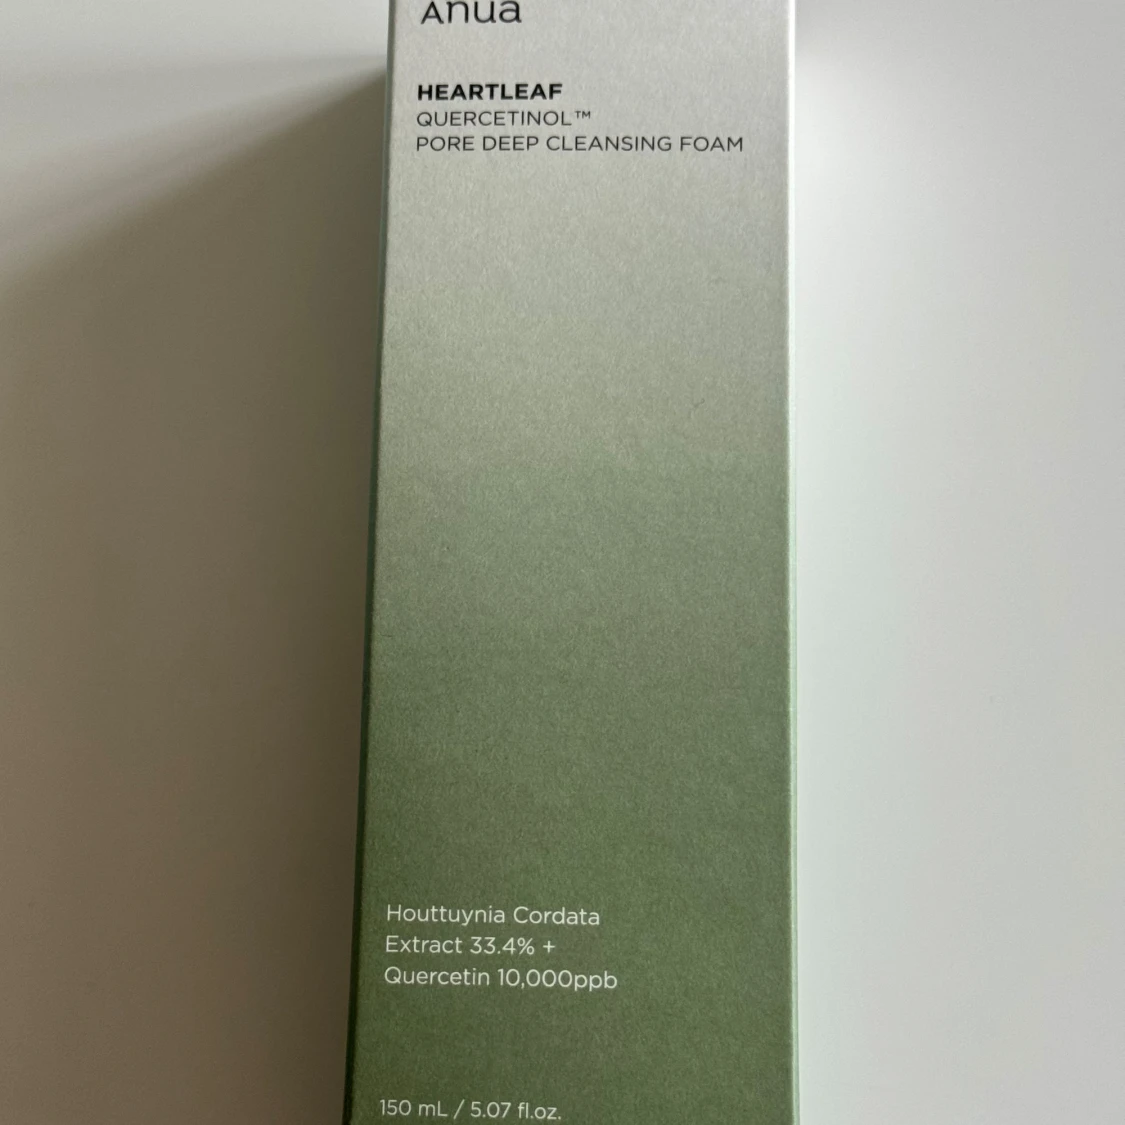 Anua
HEARTLEAF
QUERCETINOL™
PORE DEEP CLEANSING FOAM
Houttuynia Cordata
Extract 33.4% +
Quercetin 10,000ppb
150 mL / 5.07 fl.oz.